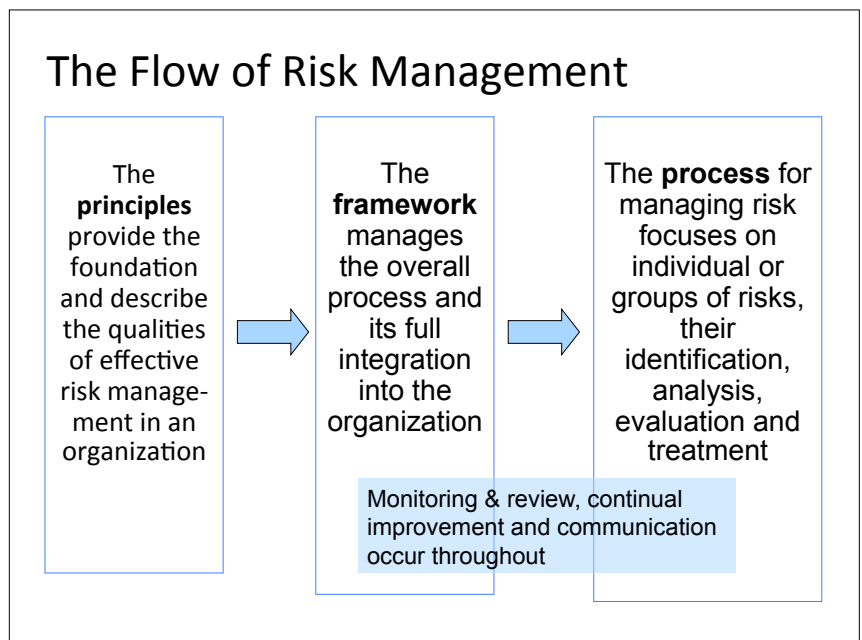 The Flow of Risk Management
The
principles
provide the
foundation
and describe
the qualities
of effective
risk manage-
ment in an
organization
The
framework
manages
the overall
process and
its full
integration
into the
organization
The process for
managing risk
focuses on
individual or
groups of risks,
their
identification,
analysis,
evaluation and
treatment
Monitoring & review, continual
improvement and communication
occur throughout